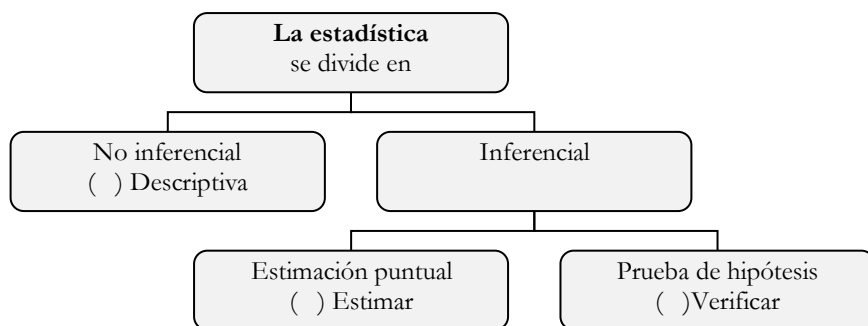 La estadística
se divide en
No inferencial
(  ) Descriptiva
Inferencial
Estimación puntual
(  ) Estimar
Prueba de hipótesis
(  )Verificar